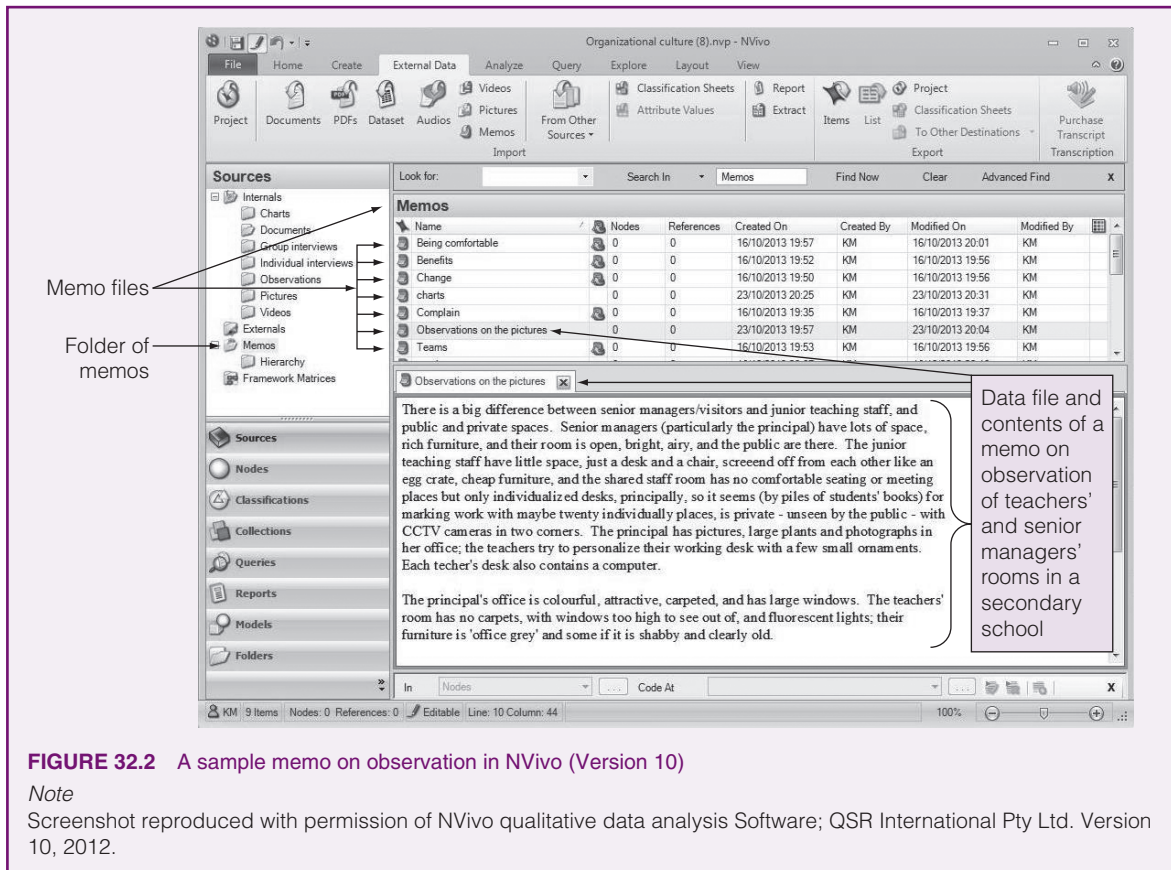 Organizational culture (8).nvp - NVivo
File Home Create External Data Analyze Query Explore Layout View
Project Documents PDFs Dataset Audios Videos Pictures Memos From Other Sources Classification Sheets Attribute Values Report Extract Items List Project Classification Sheets To Other Destinations Purchase Transcript
Import Export Transcription
Sources
Internals
Charts
Documents
Group interviews
Individual interviews
Observations
Pictures
Videos
Externals
Memos
Hierarchy
Framework Matrices
Memo files
Folder of
memos
Sources
Nodes
Classifications
Collections
Queries
Reports
Models
Folders
Look for: Search In Memos Find Now Clear Advanced Find X
Memos
Name Nodes References Created On Created By Modified On Modified By
Being comfortable 0 0 16/10/2013 19:57 KM 16/10/2013 20:01 KM
Benefits 0 0 16/10/2013 19:52 KM 16/10/2013 19:56 KM
Change 0 0 16/10/2013 19:50 KM 16/10/2013 19:56 KM
charts 0 0 23/10/2013 20:25 KM 23/10/2013 20:31 KM
Complain 0 0 16/10/2013 19:35 KM 16/10/2013 19:37 KM
Observations on the pictures 0 0 23/10/2013 19:57 KM 23/10/2013 20:04 KM
Teams 0 0 16/10/2013 19:53 KM 16/10/2013 19:56 KM
Observations on the pictures
There is a big difference between senior managers/visitors and junior teaching staff, and
public and private spaces. Senior managers (particularly the principal) have lots of space,
rich furniture, and their room is open, bright, airy, and the public are there. The junior
teaching staff have little space, just a desk and a chair, screeend off from each other like an
egg crate, cheap furniture, and the shared staff room has no comfortable seating or meeting
places but only individualized desks, principally, so it seems (by piles of students' books) for
marking work with maybe twenty individually places, is private - unseen by the public - with
CCTV cameras in two corners. The principal has pictures, large plants and photographs in
her office; the teachers try to personalize their working desk with a few small ornaments.
Each techer's desk also contains a computer.
The principal's office is colourful, attractive, carpeted, and has large windows. The teachers'
room has no carpets, with windows too high to see out of, and fluorescent lights; their
furniture is 'office grey' and some if it is shabby and clearly old.
Data file and
contents of a
memo on
observation
of teachers'
and senior
managers'
rooms in a
secondary
school
In Nodes ... Code At ... X
KM 9 Items Nodes: 0 References: 0 Editable Line: 10 Column: 44 100%
FIGURE 32.2 A sample memo on observation in NVivo (Version 10)
Note
Screenshot reproduced with permission of NVivo qualitative data analysis Software; QSR International Pty Ltd. Version
10, 2012.